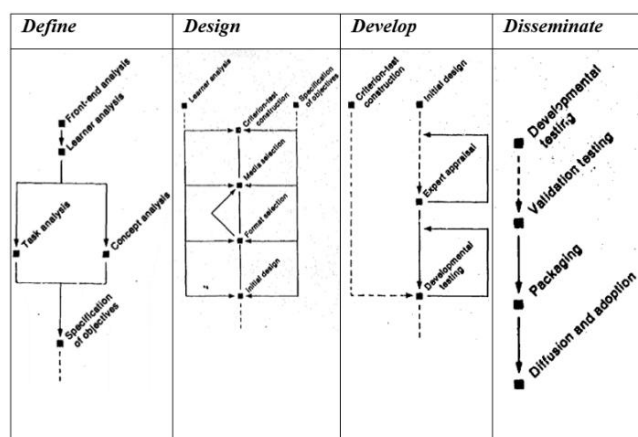 Define
Design
Develop
Disseminate
Front-end analysis
Learner analysis
Task analysis
Concept analysis
Specification
of objectives
Learner analysis
Criterion-test
construction
Specification
of objectives
Media selection
Formal selection
Initial design
Criterion-test
construction
Initial design
Expert appraisal
Developmental
testing
Developmental
testing
Validation testing
Packaging
Diffusion and adoption